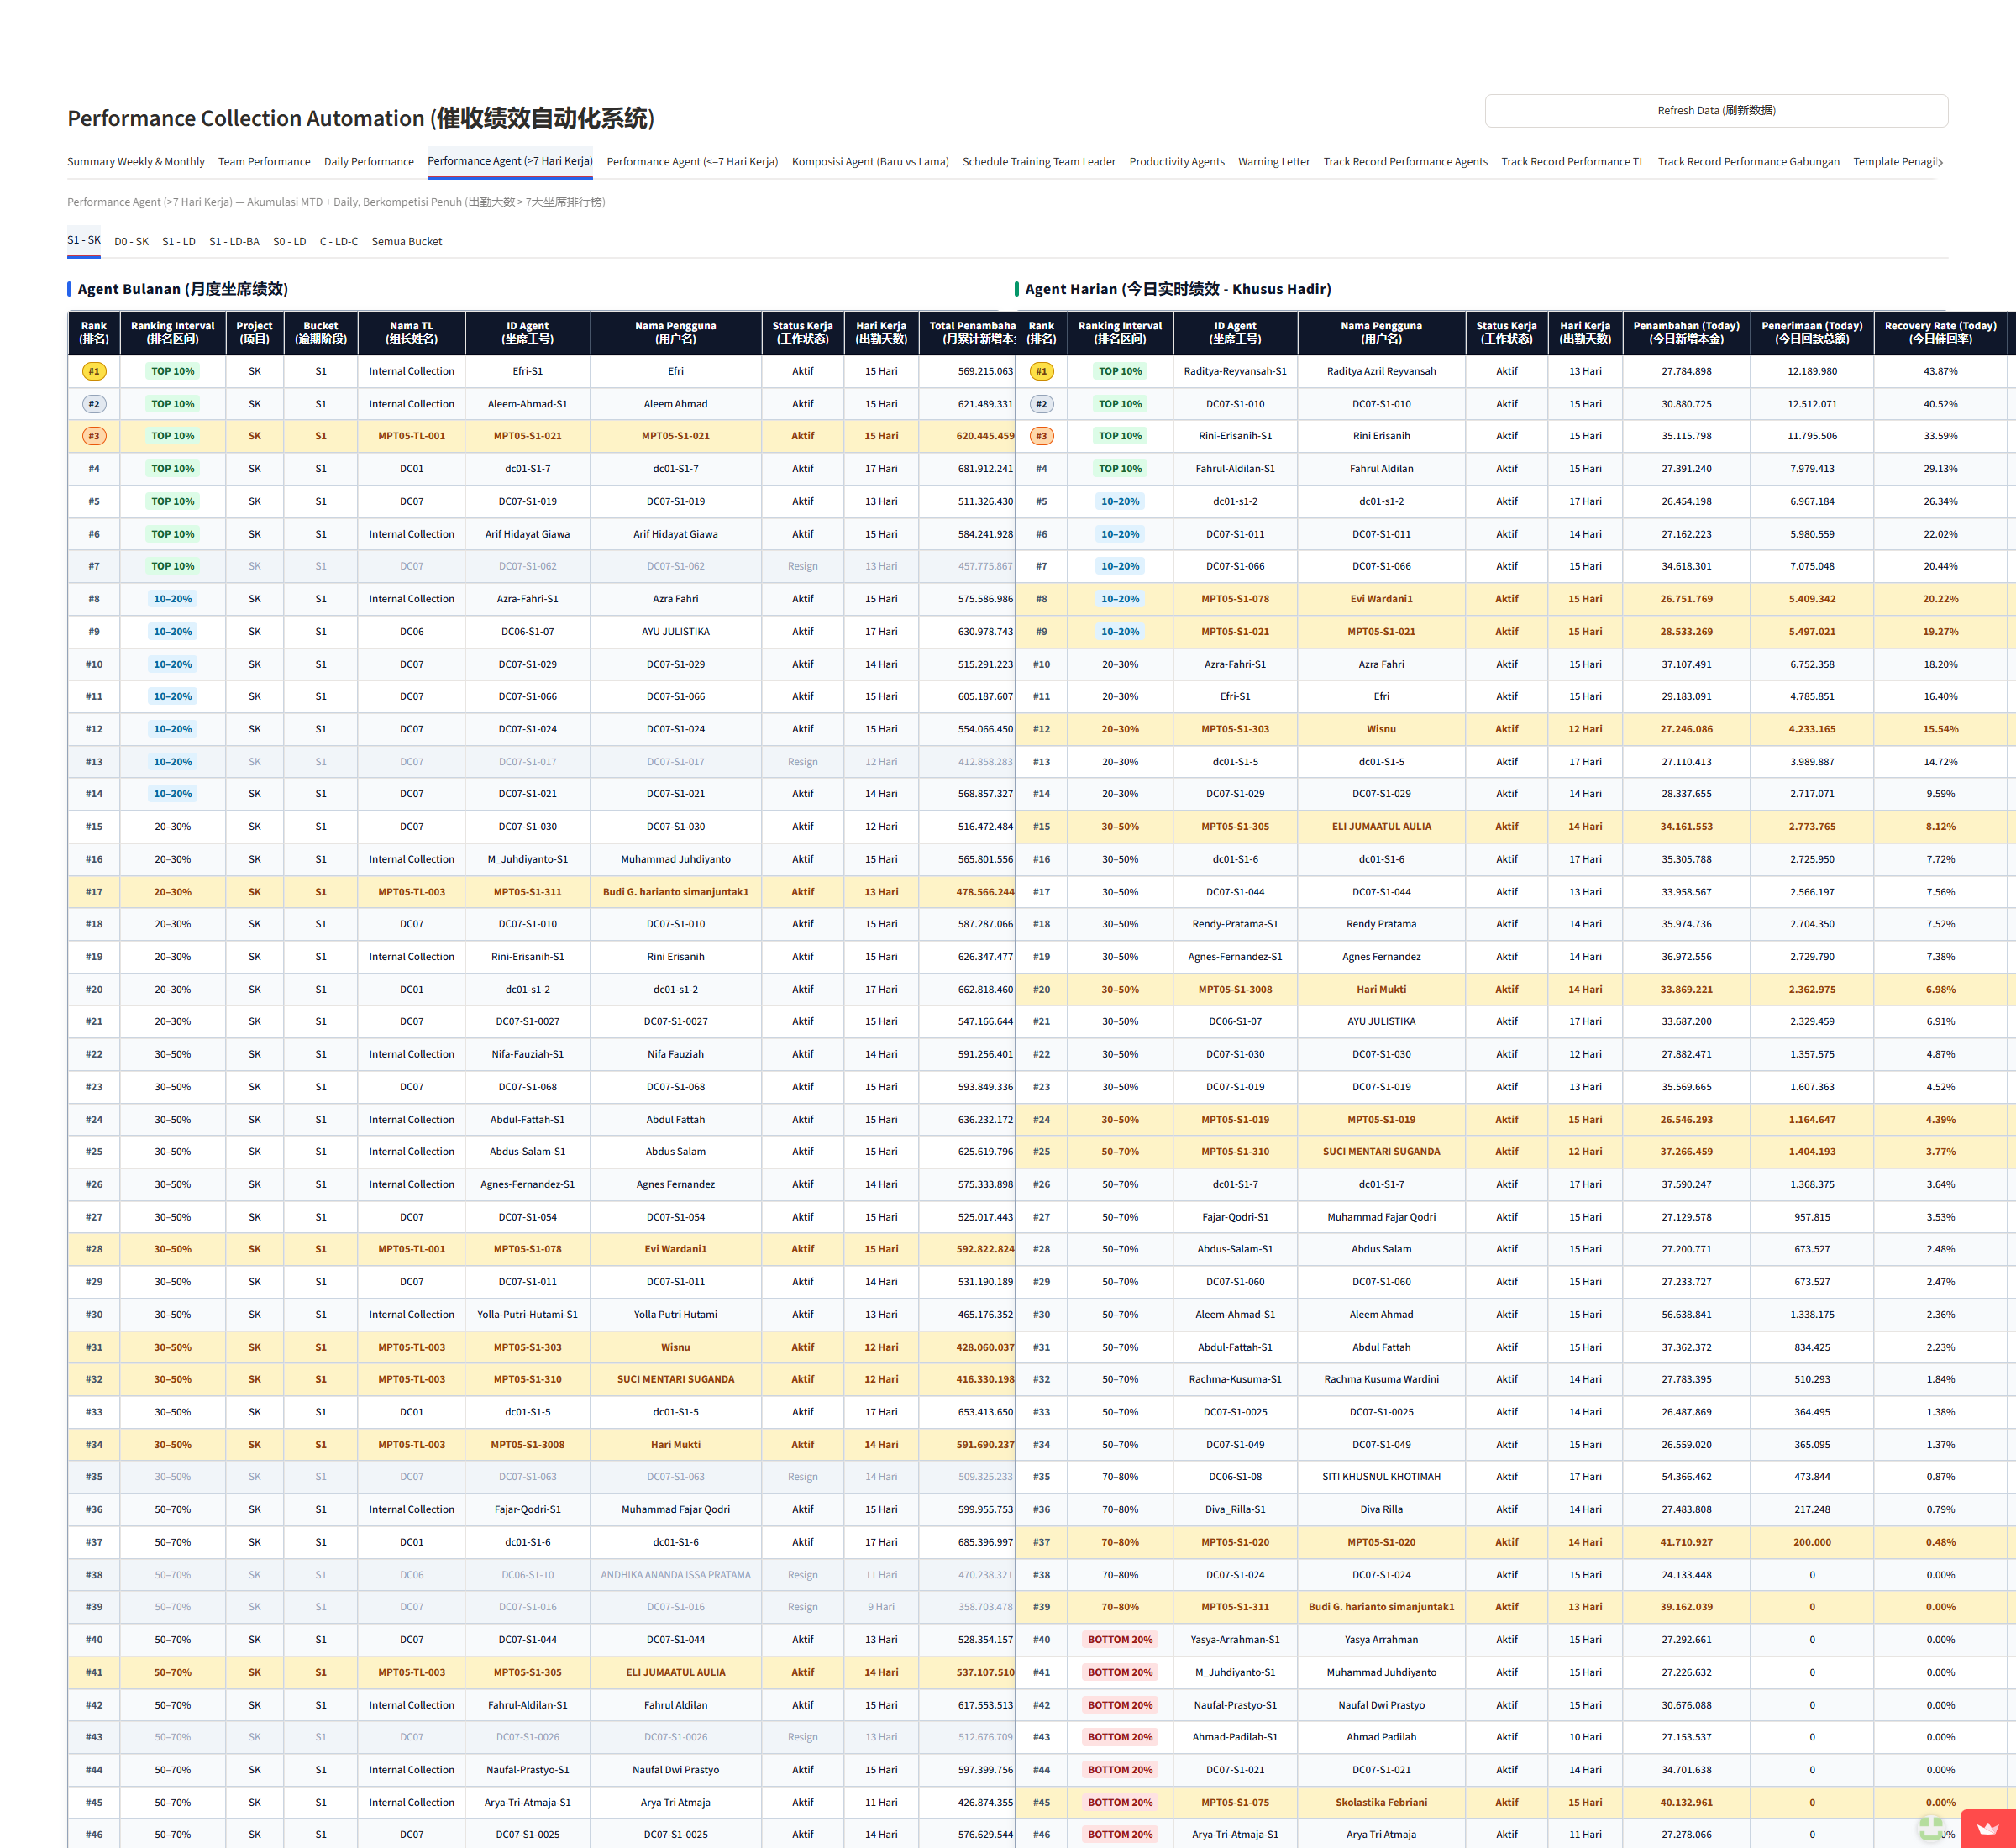 Performance Collection Automation (催收绩效自动化系统)
Refresh Data (刷新数据)
Summary Weekly & Monthly Team Performance Daily Performance Performance Agent (>7 Hari Kerja) Performance Agent (<=7 Hari Kerja) Komposisi Agent (Baru vs Lama) Schedule Training Team Leader Productivity Agents Warning Letter Track Record Performance Agents Track Record Performance TL Track Record Performance Gabungan Template Penagi
Performance Agent (>7 Hari Kerja) — Akumulasi MTD + Daily, Berkompetisi Penuh (出勤天数 > 7天坐席排行榜)
S1 - SK D0 - SK S1 - LD S1 - LD-BA S0 - LD C - LD-C Semua Bucket
Agent Bulanan (月度坐席绩效)
Rank Ranking Interval Project Bucket Nama TL ID Agent Nama Pengguna Status Kerja Hari Kerja Total Penambaha
(排名) (排名区间) (项目) (逾期阶段) (组长姓名) (坐席工号) (用户名) (工作状态) (出勤天数) (月累计新增本
#1 TOP 10% SK S1 Internal Collection Efri-S1 Efri Aktif 15 Hari 569.215.063
#2 TOP 10% SK S1 Internal Collection Aleem-Ahmad-S1 Aleem Ahmad Aktif 15 Hari 621.489.331
#3 TOP 10% SK S1 MPT05-TL-001 MPT05-S1-021 MPT05-S1-021 Aktif 15 Hari 620.445.459
#4 TOP 10% SK S1 DC01 dc01-s1-7 dc01-s1-7 Aktif 17 Hari 681.912.241
#5 TOP 10% SK S1 DC07 DC07-S1-019 DC07-S1-019 Aktif 13 Hari 511.326.430
#6 TOP 10% SK S1 Internal Collection Arif Hidayat Giawa Arif Hidayat Giawa Aktif 15 Hari 584.241.928
#7 TOP 10% SK S1 DC07 DC07-S1-062 DC07-S1-062 Resign 13 Hari 457.775.867
#8 10–20% SK S1 Internal Collection Azra-Fahri-S1 Azra Fahri Aktif 15 Hari 575.586.986
#9 10–20% SK S1 DC06 DC06-S1-07 AYU JULISTIKA Aktif 17 Hari 630.978.743
#10 10–20% SK S1 DC07 DC07-S1-029 DC07-S1-029 Aktif 14 Hari 515.291.223
#11 10–20% SK S1 DC07 DC07-S1-066 DC07-S1-066 Aktif 15 Hari 605.187.607
#12 10–20% SK S1 DC07 DC07-S1-024 DC07-S1-024 Aktif 15 Hari 554.066.450
#13 10–20% SK S1 DC07 DC07-S1-017 DC07-S1-017 Resign 12 Hari 412.858.283
#14 10–20% SK S1 DC07 DC07-S1-021 DC07-S1-021 Aktif 14 Hari 568.857.327
#15 20–30% SK S1 DC07 DC07-S1-030 DC07-S1-030 Aktif 12 Hari 516.472.484
#16 20–30% SK S1 Internal Collection M_Juhdiyanto-S1 Muhammad Juhdiyanto Aktif 15 Hari 565.801.556
#17 20–30% SK S1 MPT05-TL-003 MPT05-S1-311 Budi G. harianto simanjuntak1 Aktif 13 Hari 478.566.244
#18 20–30% SK S1 DC07 DC07-S1-010 DC07-S1-010 Aktif 15 Hari 587.287.066
#19 20–30% SK S1 Internal Collection Rini-Erisanih-S1 Rini Erisanih Aktif 15 Hari 626.347.477
#20 20–30% SK S1 DC01 dc01-s1-2 dc01-s1-2 Aktif 17 Hari 662.818.460
#21 20–30% SK S1 DC07 DC07-S1-0027 DC07-S1-0027 Aktif 15 Hari 547.166.644
#22 30–50% SK S1 Internal Collection Nifa-Fauziah-S1 Nifa Fauziah Aktif 14 Hari 591.256.401
#23 30–50% SK S1 DC07 DC07-S1-068 DC07-S1-068 Aktif 15 Hari 593.849.336
#24 30–50% SK S1 Internal Collection Abdul-Fattah-S1 Abdul Fattah Aktif 15 Hari 636.232.172
#25 30–50% SK S1 Internal Collection Abdus-Salam-S1 Abdus Salam Aktif 15 Hari 625.619.796
#26 30–50% SK S1 Internal Collection Agnes-Fernandez-S1 Agnes Fernandez Aktif 14 Hari 575.333.898
#27 30–50% SK S1 DC07 DC07-S1-054 DC07-S1-054 Aktif 15 Hari 525.017.443
#28 30–50% SK S1 MPT05-TL-001 MPT05-S1-078 Evi Wardani1 Aktif 15 Hari 592.822.824
#29 30–50% SK S1 DC07 DC07-S1-011 DC07-S1-011 Aktif 14 Hari 531.190.189
#30 30–50% SK S1 Internal Collection Yolla-Putri-Hutami-S1 Yolla Putri Hutami Aktif 13 Hari 465.176.352
#31 30–50% SK S1 MPT05-TL-003 MPT05-S1-303 Wisnu Aktif 12 Hari 428.060.037
#32 30–50% SK S1 MPT05-TL-003 MPT05-S1-310 SUCI MENTARI SUGANDA Aktif 12 Hari 416.330.198
#33 30–50% SK S1 DC01 dc01-S1-5 dc01-S1-5 Aktif 17 Hari 653.413.650
#34 30–50% SK S1 MPT05-TL-003 MPT05-S1-3008 Hari Mukti Aktif 14 Hari 591.690.237
#35 30–50% SK S1 DC07 DC07-S1-063 DC07-S1-063 Resign 14 Hari 509.325.233
#36 50–70% SK S1 Internal Collection Fajar-Qodri-S1 Muhammad Fajar Qodri Aktif 15 Hari 599.955.753
#37 50–70% SK S1 DC01 dc01-S1-6 dc01-S1-6 Aktif 17 Hari 685.396.997
#38 50–70% SK S1 DC06 DC06-S1-10 ANDHIKA ANANDA ISSA PRATAMA Resign 11 Hari 470.238.321
#39 50–70% SK S1 DC07 DC07-S1-016 DC07-S1-016 Resign 9 Hari 358.703.478
#40 50–70% SK S1 DC07 DC07-S1-044 DC07-S1-044 Aktif 13 Hari 528.354.157
#41 50–70% SK S1 MPT05-TL-003 MPT05-S1-305 ELI JUMAATUL AULIA Aktif 14 Hari 537.107.510
#42 50–70% SK S1 Internal Collection Fahrul-Aldilan-S1 Fahrul Aldilan Aktif 15 Hari 617.553.513
#43 50–70% SK S1 DC07 DC07-S1-0026 DC07-S1-0026 Resign 13 Hari 512.676.709
#44 50–70% SK S1 Internal Collection Naufal-Prastyo-S1 Naufal Dwi Prastyo Aktif 15 Hari 597.399.756
#45 50–70% SK S1 Internal Collection Arya-Tri-Atmaja-S1 Arya Tri Atmaja Aktif 11 Hari 426.874.355
#46 50–70% SK S1 DC07 DC07-S1-0025 DC07-S1-0025 Aktif 14 Hari 576.629.544
Agent Harian (今日实时绩效 - Khusus Hadir)
Rank Ranking Interval ID Agent Nama Pengguna Status Kerja Hari Kerja Penambahan (Today) Penerimaan (Today) Recovery Rate (Today)
(排名) (排名区间) (坐席工号) (用户名) (工作状态) (出勤天数) (今日新增本金) (今日回款总额) (今日催回率)
#1 TOP 10% Raditya-Reyvansah-S1 Raditya Azril Reyvansah Aktif 13 Hari 27.784.898 12.189.980 43.87%
#2 TOP 10% DC07-S1-010 DC07-S1-010 Aktif 15 Hari 30.880.725 12.512.071 40.52%
#3 TOP 10% Rini-Erisanih-S1 Rini Erisanih Aktif 15 Hari 35.115.798 11.795.506 33.59%
#4 TOP 10% Fahrul-Aldilan-S1 Fahrul Aldilan Aktif 15 Hari 27.391.240 7.979.413 29.13%
#5 10–20% dc01-s1-2 dc01-s1-2 Aktif 17 Hari 26.454.198 6.967.184 26.34%
#6 10–20% DC07-S1-011 DC07-S1-011 Aktif 14 Hari 27.162.223 5.980.559 22.02%
#7 10–20% DC07-S1-066 DC07-S1-066 Aktif 15 Hari 34.618.301 7.075.048 20.44%
#8 10–20% MPT05-S1-078 Evi Wardani1 Aktif 15 Hari 26.751.769 5.409.342 20.22%
#9 10–20% MPT05-S1-021 MPT05-S1-021 Aktif 15 Hari 28.533.269 5.497.021 19.27%
#10 20–30% Azra-Fahri-S1 Azra Fahri Aktif 15 Hari 37.107.491 6.752.358 18.20%
#11 20–30% Efri-S1 Efri Aktif 15 Hari 29.183.091 4.785.851 16.40%
#12 20–30% MPT05-S1-303 Wisnu Aktif 12 Hari 27.246.086 4.233.165 15.54%
#13 20–30% dc01-S1-5 dc01-S1-5 Aktif 17 Hari 27.110.413 3.989.887 14.72%
#14 20–30% DC07-S1-029 DC07-S1-029 Aktif 14 Hari 28.337.655 2.717.071 9.59%
#15 30–50% MPT05-S1-305 ELI JUMAATUL AULIA Aktif 14 Hari 34.161.553 2.773.765 8.12%
#16 30–50% dc01-S1-6 dc01-S1-6 Aktif 17 Hari 35.305.788 2.725.950 7.72%
#17 30–50% DC07-S1-044 DC07-S1-044 Aktif 13 Hari 33.958.567 2.566.197 7.56%
#18 30–50% Rendy-Pratama-S1 Rendy Pratama Aktif 14 Hari 35.974.736 2.704.350 7.52%
#19 30–50% Agnes-Fernandez-S1 Agnes Fernandez Aktif 14 Hari 36.972.556 2.729.790 7.38%
#20 30–50% MPT05-S1-3008 Hari Mukti Aktif 14 Hari 33.869.221 2.362.975 6.98%
#21 30–50% DC06-S1-07 AYU JULISTIKA Aktif 17 Hari 33.687.200 2.329.459 6.91%
#22 30–50% DC07-S1-030 DC07-S1-030 Aktif 12 Hari 27.882.471 1.357.575 4.87%
#23 30–50% DC07-S1-019 DC07-S1-019 Aktif 13 Hari 35.569.665 1.607.363 4.52%
#24 30–50% MPT05-S1-019 MPT05-S1-019 Aktif 15 Hari 26.546.293 1.164.647 4.39%
#25 50–70% MPT05-S1-310 SUCI MENTARI SUGANDA Aktif 12 Hari 37.266.459 1.404.193 3.77%
#26 50–70% dc01-s1-7 dc01-s1-7 Aktif 17 Hari 37.590.247 1.368.375 3.64%
#27 50–70% Fajar-Qodri-S1 Muhammad Fajar Qodri Aktif 15 Hari 27.129.578 957.815 3.53%
#28 50–70% Abdus-Salam-S1 Abdus Salam Aktif 15 Hari 27.200.771 673.527 2.48%
#29 50–70% DC07-S1-060 DC07-S1-060 Aktif 15 Hari 27.233.727 673.527 2.47%
#30 50–70% Aleem-Ahmad-S1 Aleem Ahmad Aktif 15 Hari 56.638.841 1.338.175 2.36%
#31 50–70% Abdul-Fattah-S1 Abdul Fattah Aktif 15 Hari 37.362.372 834.425 2.23%
#32 50–70% Rachma-Kusuma-S1 Rachma Kusuma Wardini Aktif 14 Hari 27.783.395 510.293 1.84%
#33 50–70% DC07-S1-0025 DC07-S1-0025 Aktif 14 Hari 26.487.869 364.495 1.38%
#34 50–70% DC07-S1-049 DC07-S1-049 Aktif 15 Hari 26.559.020 365.095 1.37%
#35 70–80% DC06-S1-08 SITI KHUSNUL KHOTIMAH Aktif 17 Hari 54.366.462 473.844 0.87%
#36 70–80% Diva_Rilla-S1 Diva Rilla Aktif 14 Hari 27.483.808 217.248 0.79%
#37 70–80% MPT05-S1-020 MPT05-S1-020 Aktif 14 Hari 41.710.927 200.000 0.48%
#38 70–80% DC07-S1-024 DC07-S1-024 Aktif 15 Hari 24.133.448 0 0.00%
#39 70–80% MPT05-S1-311 Budi G. harianto simanjuntak1 Aktif 13 Hari 39.162.039 0 0.00%
#40 BOTTOM 20% Yasya-Arrahman-S1 Yasya Arrahman Aktif 15 Hari 27.292.661 0 0.00%
#41 BOTTOM 20% M_Juhdiyanto-S1 Muhammad Juhdiyanto Aktif 15 Hari 27.226.632 0 0.00%
#42 BOTTOM 20% Naufal-Prastyo-S1 Naufal Dwi Prastyo Aktif 15 Hari 30.676.088 0 0.00%
#43 BOTTOM 20% Ahmad-Padilah-S1 Ahmad Padilah Aktif 10 Hari 27.153.537 0 0.00%
#44 BOTTOM 20% DC07-S1-021 DC07-S1-021 Aktif 14 Hari 34.701.638 0 0.00%
#45 BOTTOM 20% MPT05-S1-075 Skolastika Febriani Aktif 15 Hari 40.132.961 0 0.00%
#46 BOTTOM 20% Arya-Tri-Atmaja-S1 Arya Tri Atmaja Aktif 11 Hari 27.278.066 0